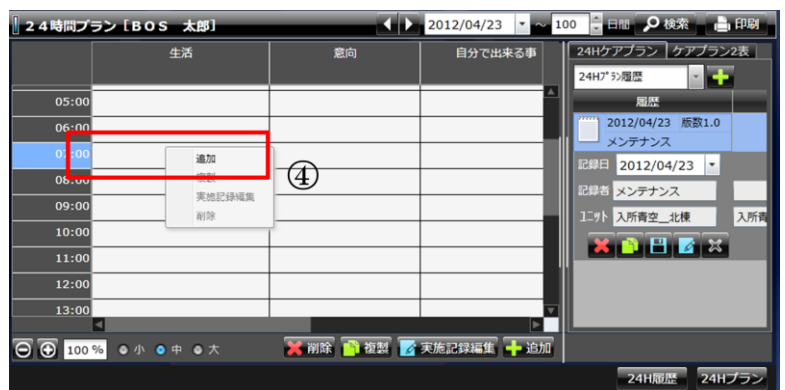 ２４時間プラン［ＢＯＳ　太郎］
2012/04/23 ～ 100 日間 検索 印刷
生活 意向 自分で出来る事
05:00
06:00
07:00
08:00
09:00
10:00
11:00
12:00
13:00
追加
複製
実施記録編集
削除
④
100 % 小 中 大
削除 複製 実施記録編集 追加
24Hケアプラン ケアプラン2表
24Hﾌﾟﾗﾝ履歴
履歴
2012/04/23 版数1.0
メンテナンス
記録日 2012/04/23
記録者 メンテナンス
ﾕﾆｯﾄ 入所青空__北棟 入所青
24H履歴 24Hプラン